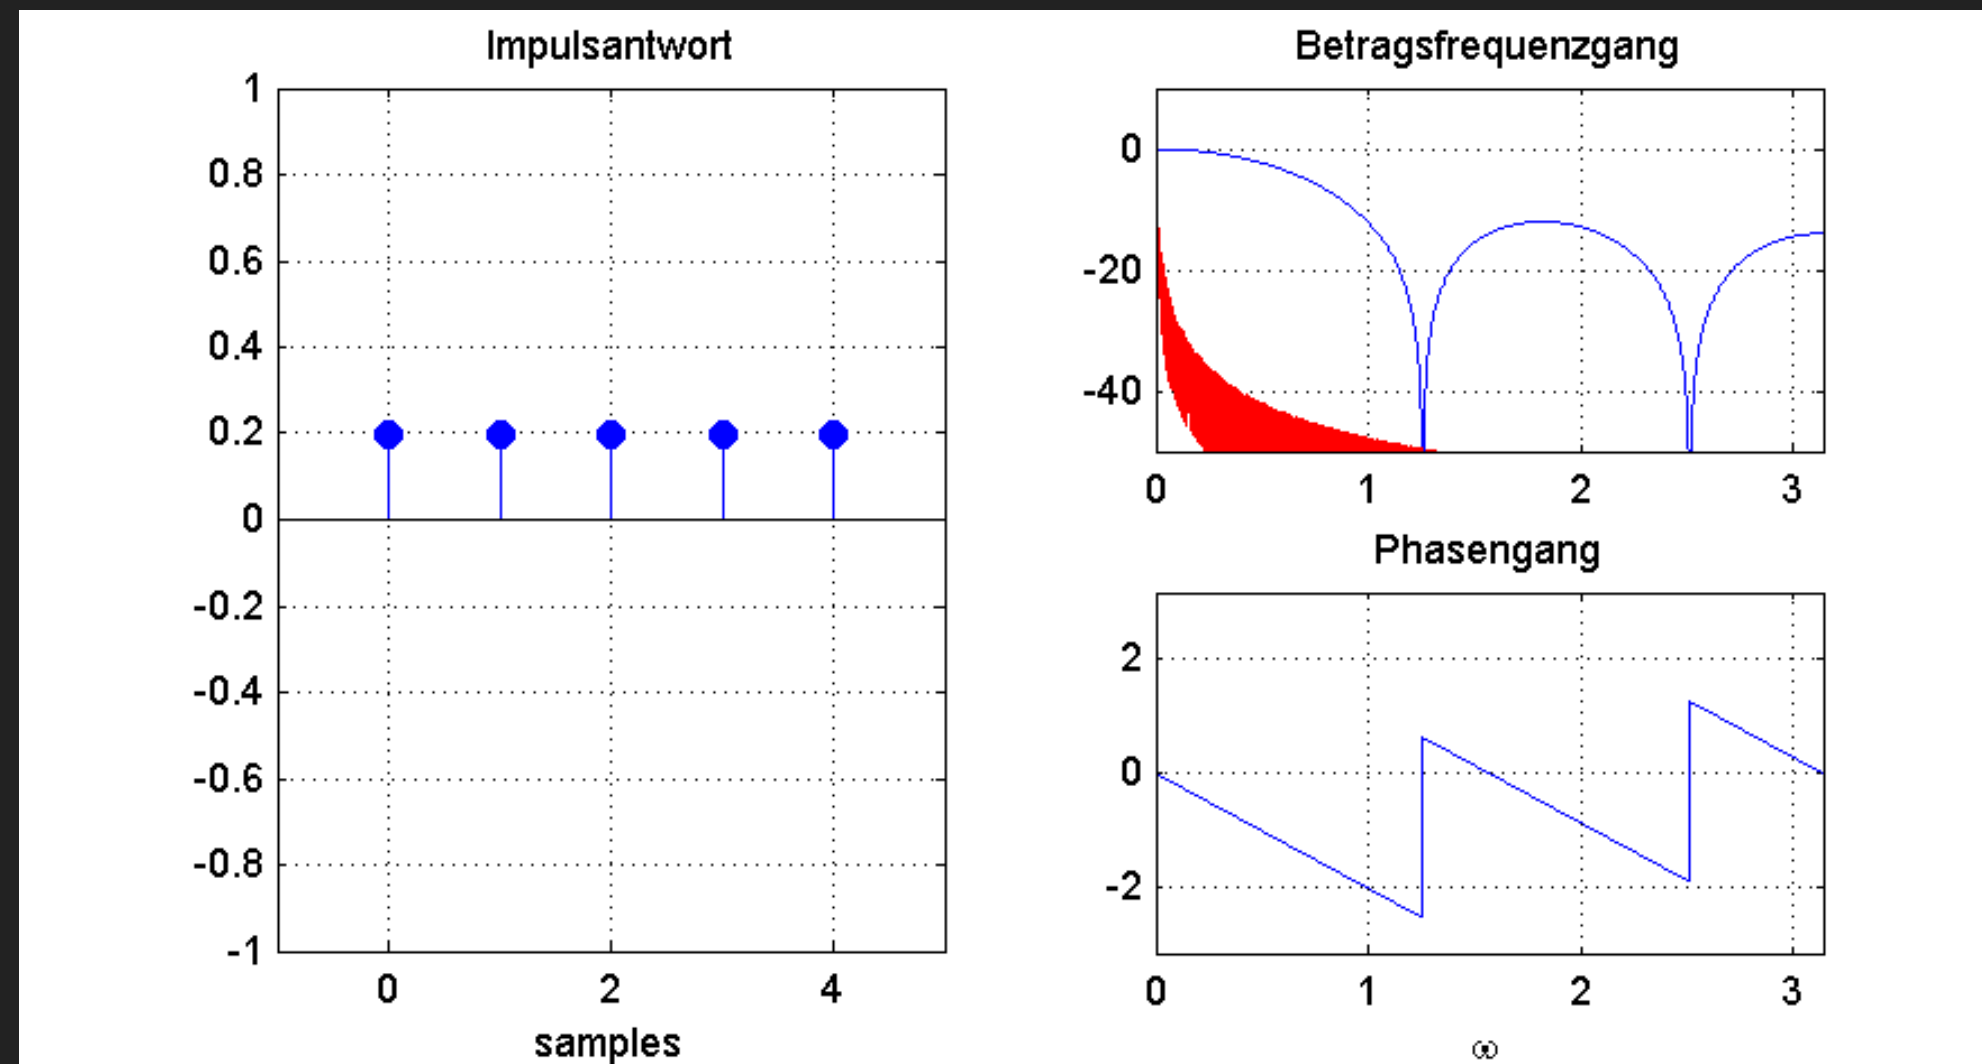 Impulsantwort
1
0.8
0.6
0.4
0.2
0
-0.2
-0.4
-0.6
-0.8
-1
0 2 4
samples
Betragsfrequenzgang
0
-20
-40
0 1 2 3
Phasengang
2
0
-2
0 1 2 3
ω